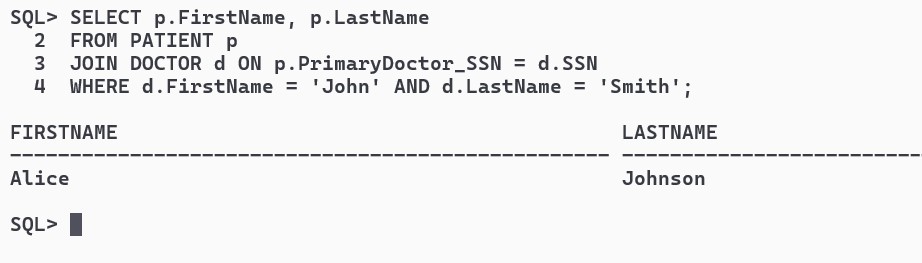 SQL> SELECT p.FirstName, p.LastName
  2  FROM PATIENT p
  3  JOIN DOCTOR d ON p.PrimaryDoctor_SSN = d.SSN
  4  WHERE d.FirstName = 'John' AND d.LastName = 'Smith';
FIRSTNAME                                          LASTNAME
-------------------------------------------------- -------------------------
Alice                                              Johnson
SQL>